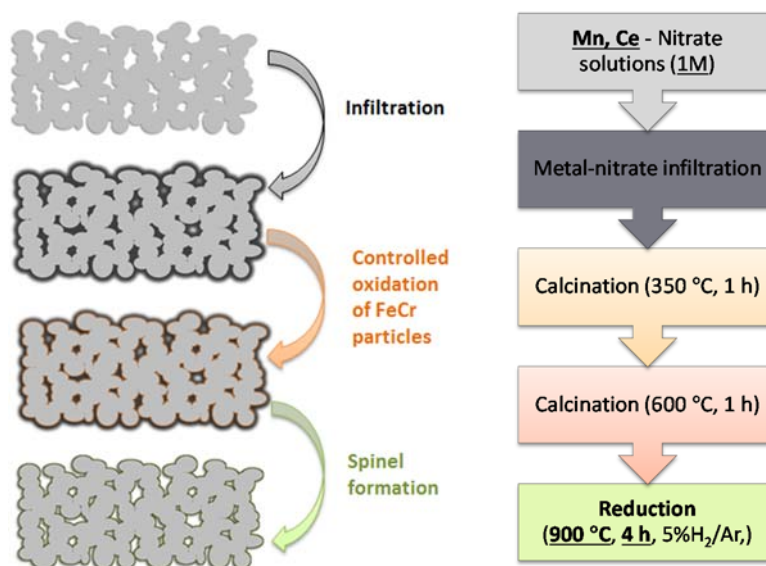 Infiltration
Controlled
oxidation
of FeCr
particles
Spinel
formation
Mn, Ce - Nitrate
solutions (1M)
Metal-nitrate infiltration
Calcination (350 °C, 1 h)
Calcination (600 °C, 1 h)
Reduction
(900 °C, 4 h, 5%H₂/Ar,)